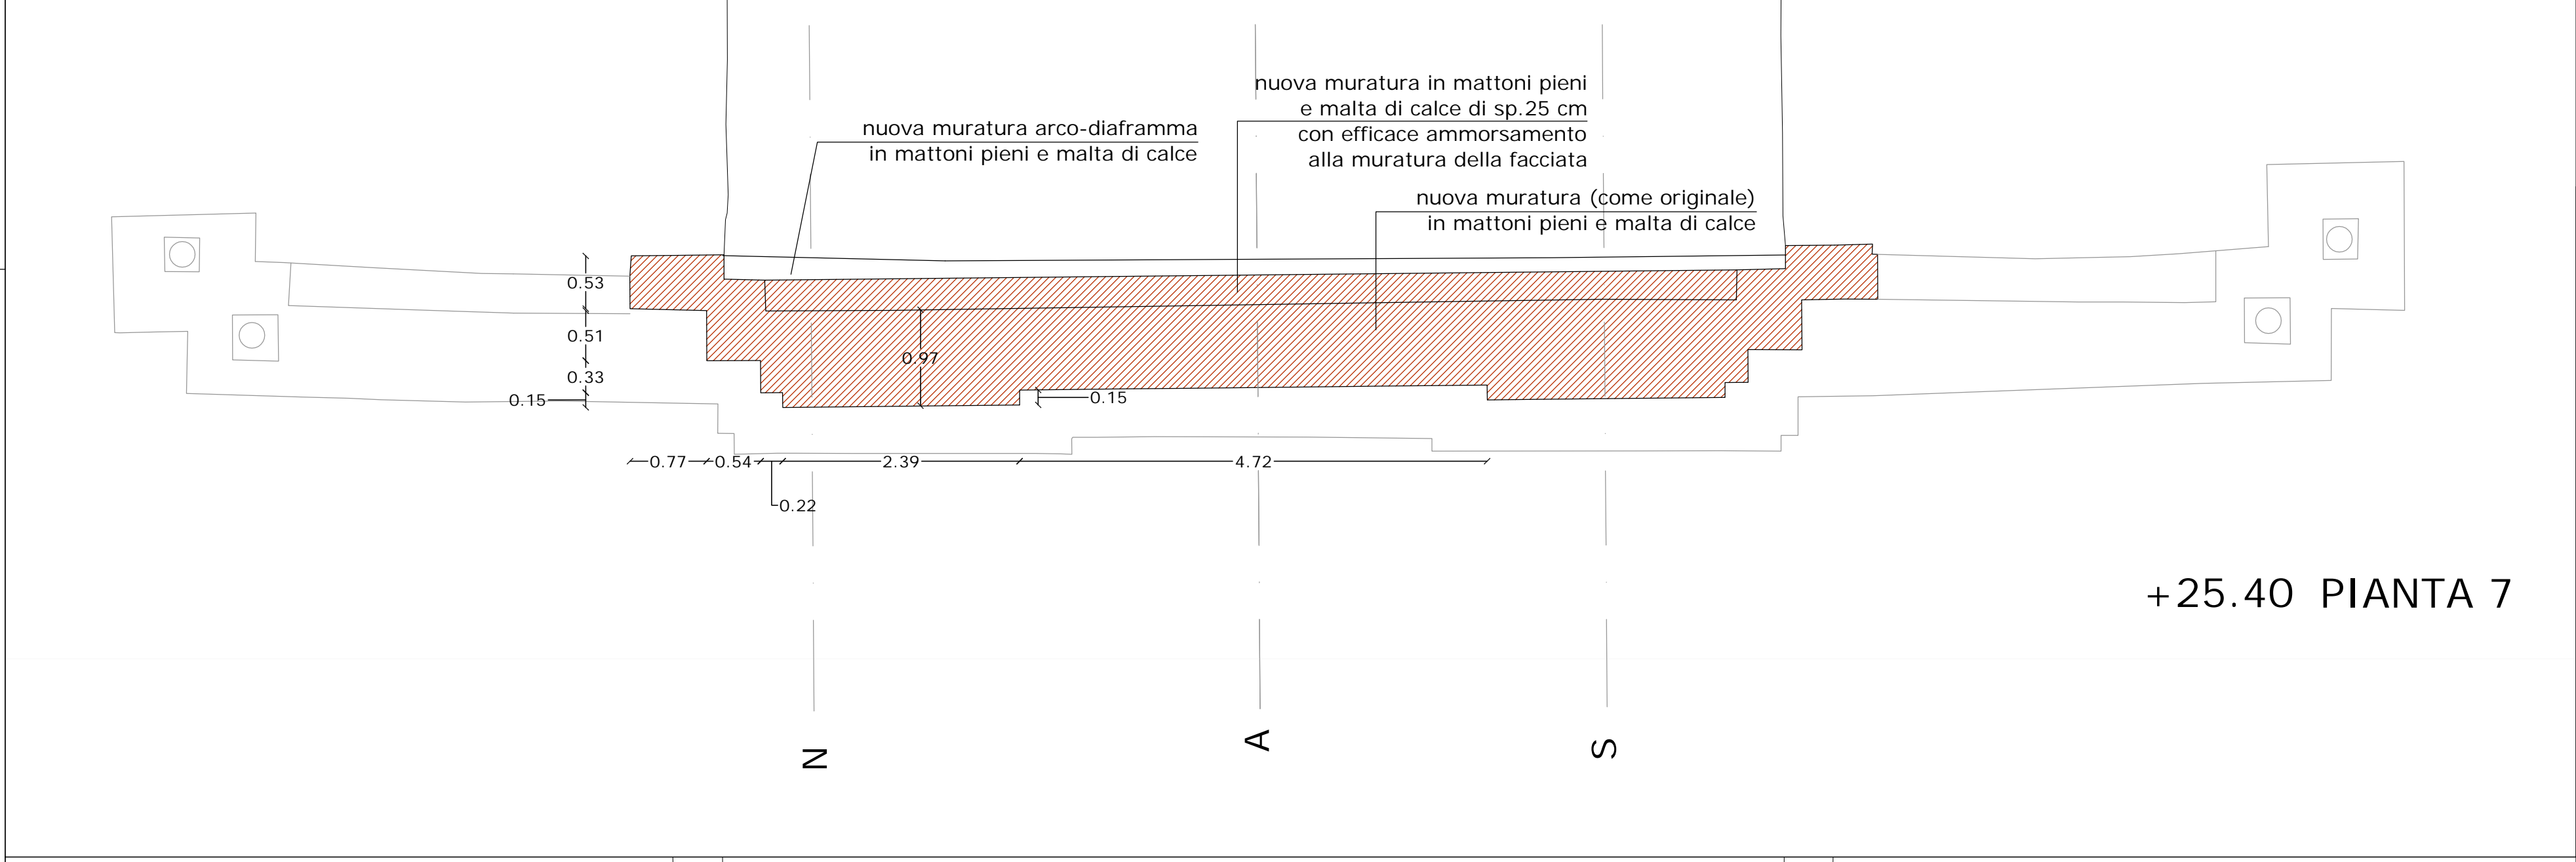 nuova muratura in mattoni pieni
e malta di calce di sp.25 cm
con efficace ammorsamento
alla muratura della facciata
nuova muratura arco-diaframma
in mattoni pieni e malta di calce
nuova muratura (come originale)
in mattoni pieni e malta di calce
0.53
0.51
0.33
0.15
0.97
0.15
0.77
0.54
2.39
4.72
0.22
+25.40 PIANTA 7
N
A
S